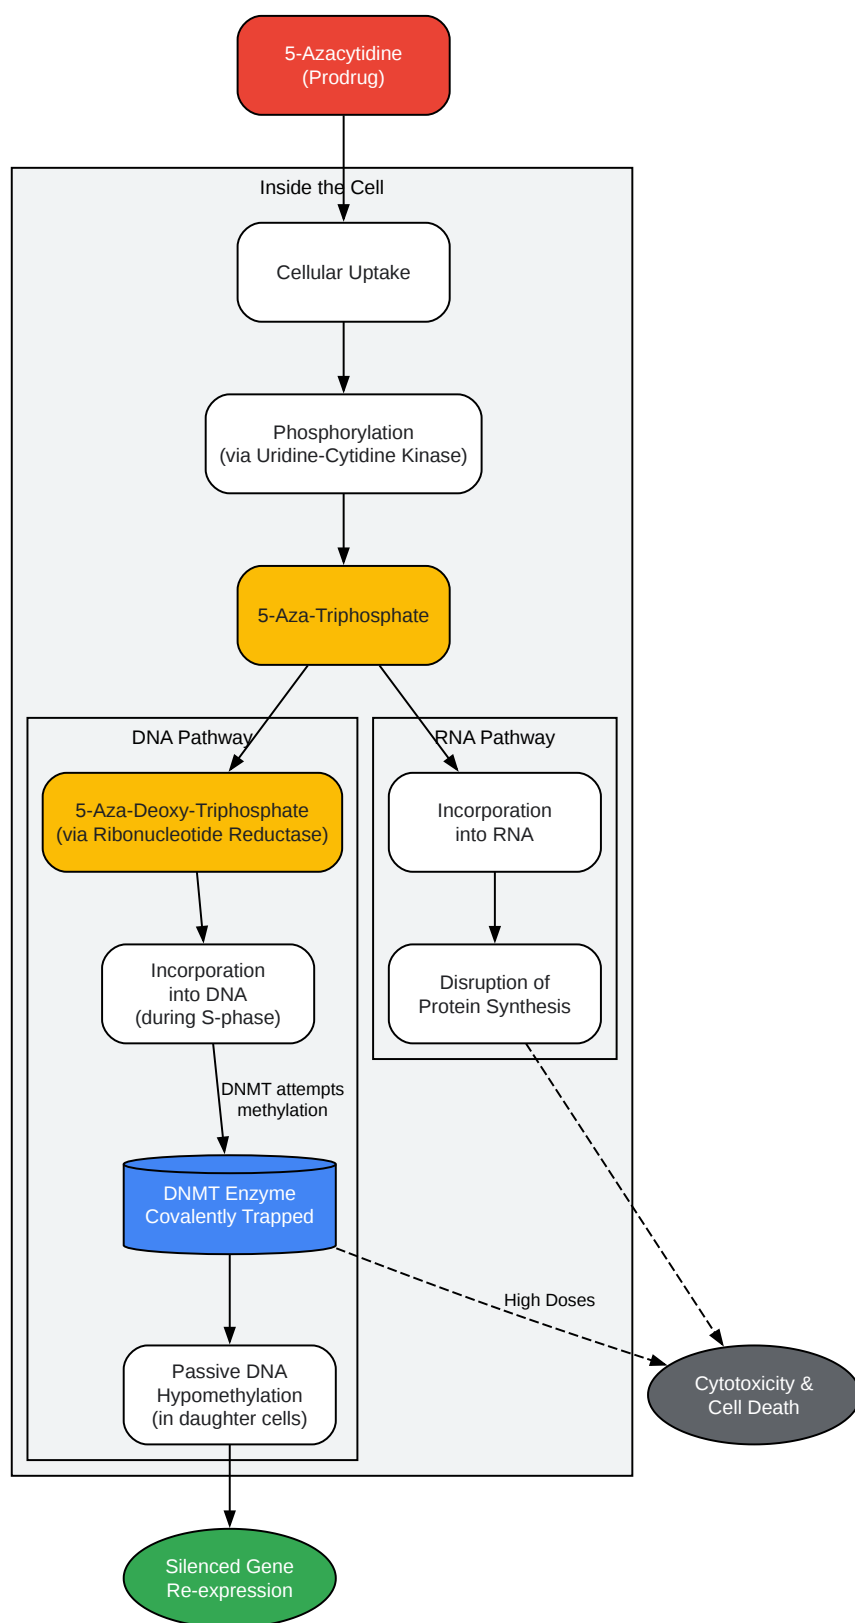 5-Azacytidine
(Prodrug)
Inside the Cell
Cellular Uptake
Phosphorylation
(via Uridine-Cytidine Kinase)
5-Aza-Triphosphate
DNA Pathway
RNA Pathway
5-Aza-Deoxy-Triphosphate
(via Ribonucleotide Reductase)
Incorporation
into RNA
Incorporation
into DNA
(during S-phase)
Disruption of
Protein Synthesis
DNMT attempts
methylation
DNMT Enzyme
Covalently Trapped
High Doses
Passive DNA
Hypomethylation
(in daughter cells)
Cytotoxicity &
Cell Death
Silenced Gene
Re-expression